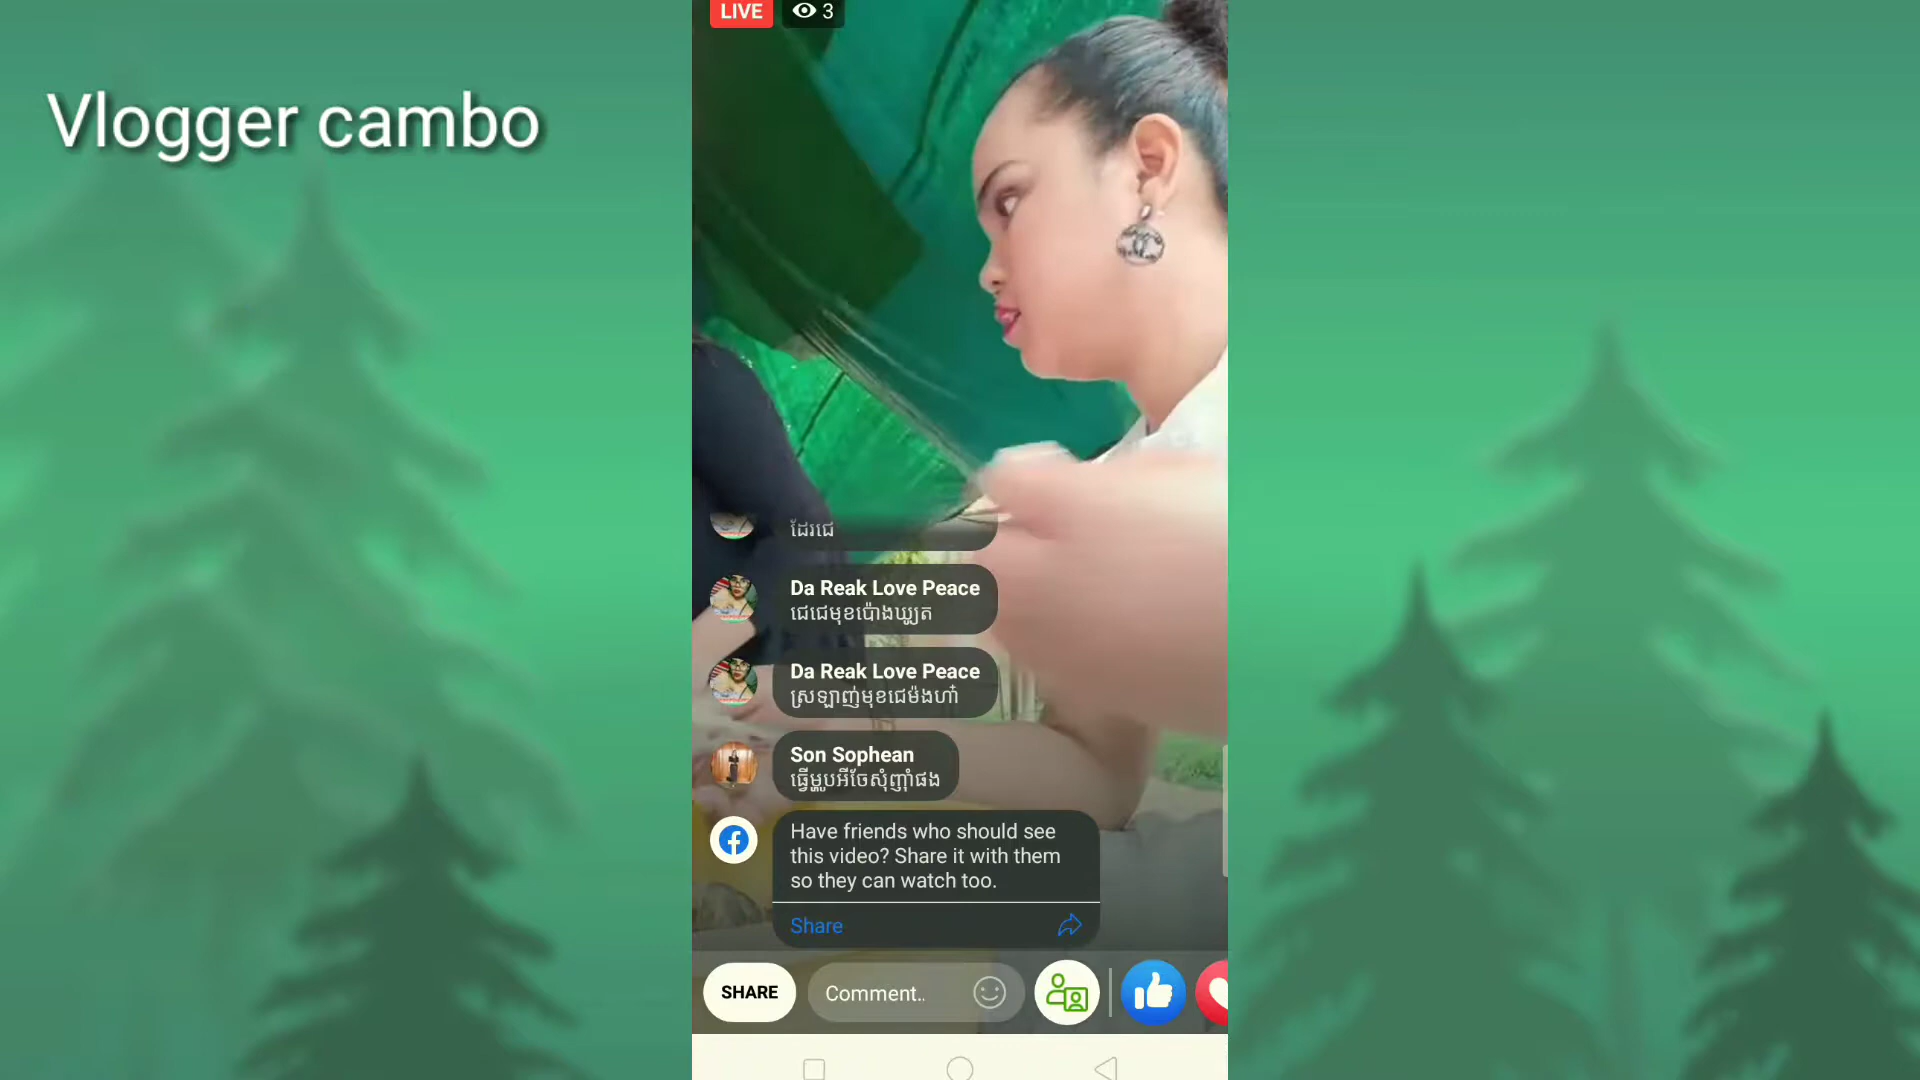 LIVE 3
Vlogger cambo
ដែរជេ
Da Reak Love Peace
ជេជេមុខប៉ោងឃ្យូត
Da Reak Love Peace
ស្រឡាញ់មុខជេម៉ងហា៎
Son Sophean
ធ្វើម្ហូបអីចែសុំញ៉ាំផង
Have friends who should see
this video? Share it with them
so they can watch too.
Share
SHARE
Comment..